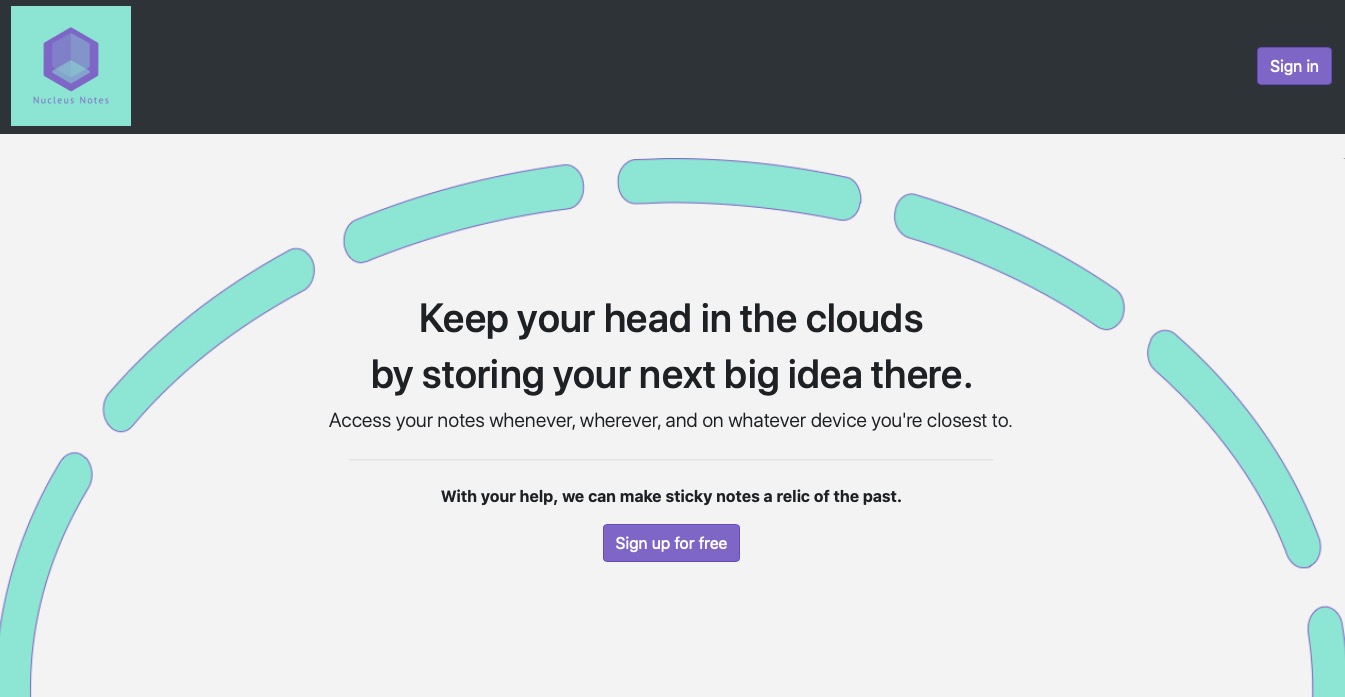 Nucleus Notes
Sign in
Keep your head in the clouds
by storing your next big idea there.
Access your notes whenever, wherever, and on whatever device you're closest to.
With your help, we can make sticky notes a relic of the past.
Sign up for free